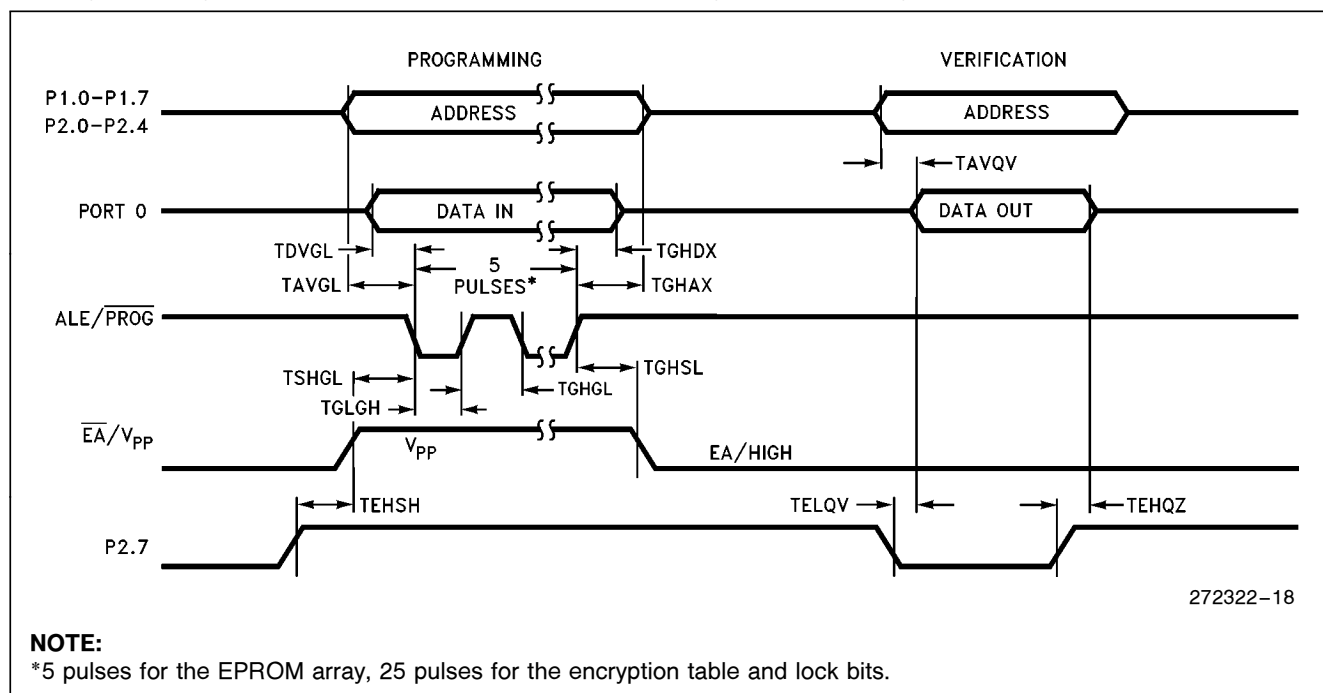 PROGRAMMING
VERIFICATION
P1.0–P1.7
P2.0–P2.4
ADDRESS
ADDRESS
TAVQV
PORT 0
DATA IN
DATA OUT
TDVGL
5
PULSES*
TGHDX
TAVGL
TGHAX
ALE/PROG
TSHGL
TGHSL
TGHGL
TGLGH
EA/VPP
VPP
EA/HIGH
TEHSH
TELQV
TEHQZ
P2.7
272322–18
NOTE:
*5 pulses for the EPROM array, 25 pulses for the encryption table and lock bits.